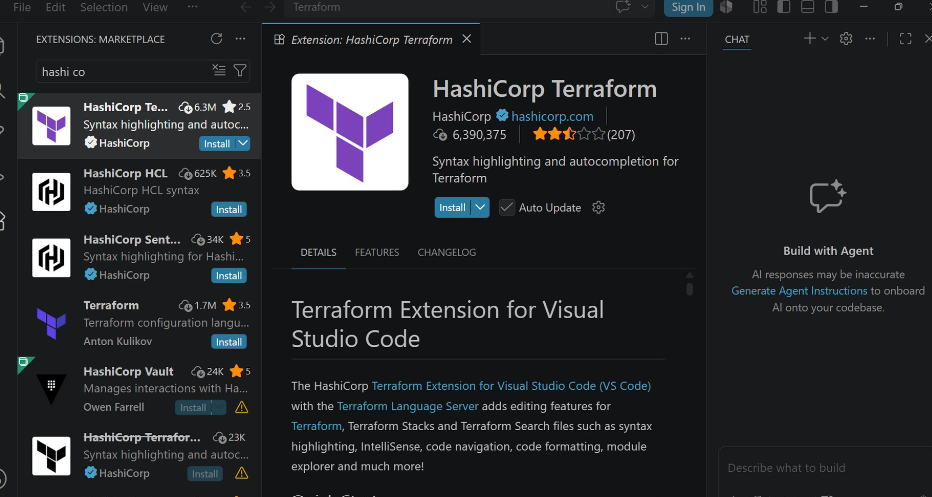 File Edit Selection View ··· Terraform Sign In
EXTENSIONS: MARKETPLACE
hashi co
HashiCorp Te... 6.3M 2.5
Syntax highlighting and autoc...
HashiCorp Install
HashiCorp HCL 625K 3.5
HashiCorp HCL syntax
HashiCorp Install
HashiCorp Sent... 34K 5
Syntax highlighting for Hashi...
HashiCorp Install
Terraform 1.7M 3.5
Terraform configuration langu...
Anton Kulikov Install
HashiCorp Vault 24K 5
Manages interactions with Ha...
Owen Farrell Install
HashiCorp Terrafor... 23K
Syntax highlighting and autoc...
HashiCorp Install
Extension: HashiCorp Terraform
HashiCorp Terraform
HashiCorp hashicorp.com
6,390,375 (207)
Syntax highlighting and autocompletion for
Terraform
Install Auto Update
DETAILS FEATURES CHANGELOG
Terraform Extension for Visual
Studio Code
The HashiCorp Terraform Extension for Visual Studio Code (VS Code)
with the Terraform Language Server adds editing features for
Terraform, Terraform Stacks and Terraform Search files such as syntax
highlighting, IntelliSense, code navigation, code formatting, module
explorer and much more!
CHAT
Build with Agent
AI responses may be inaccurate
Generate Agent Instructions to onboard
AI onto your codebase.
Describe what to build